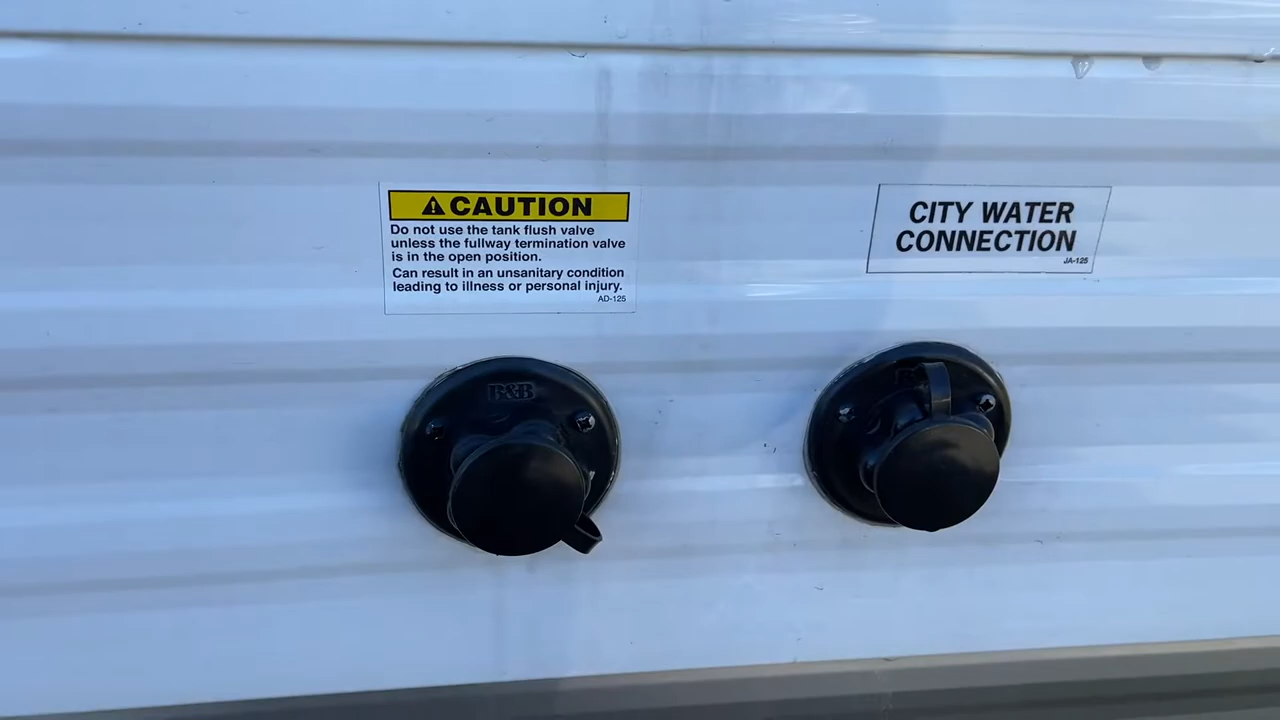 CAUTION
Do not use the tank flush valve
unless the fullway termination valve
is in the open position.
Can result in an unsanitary condition
leading to illness or personal injury.
AD-125
CITY WATER
CONNECTION
JA-125
B&B